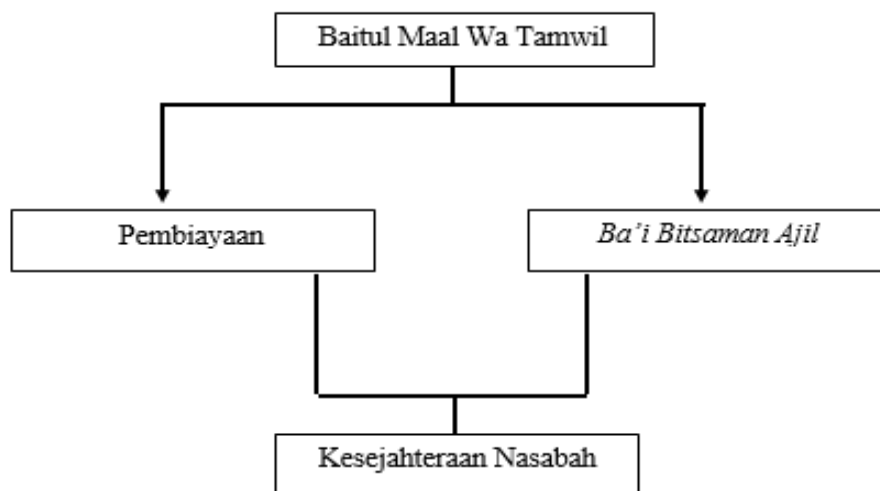 Baitul Maal Wa Tamwil
Pembiayaan
Ba’i Bitsaman Ajil
Kesejahteraan Nasabah